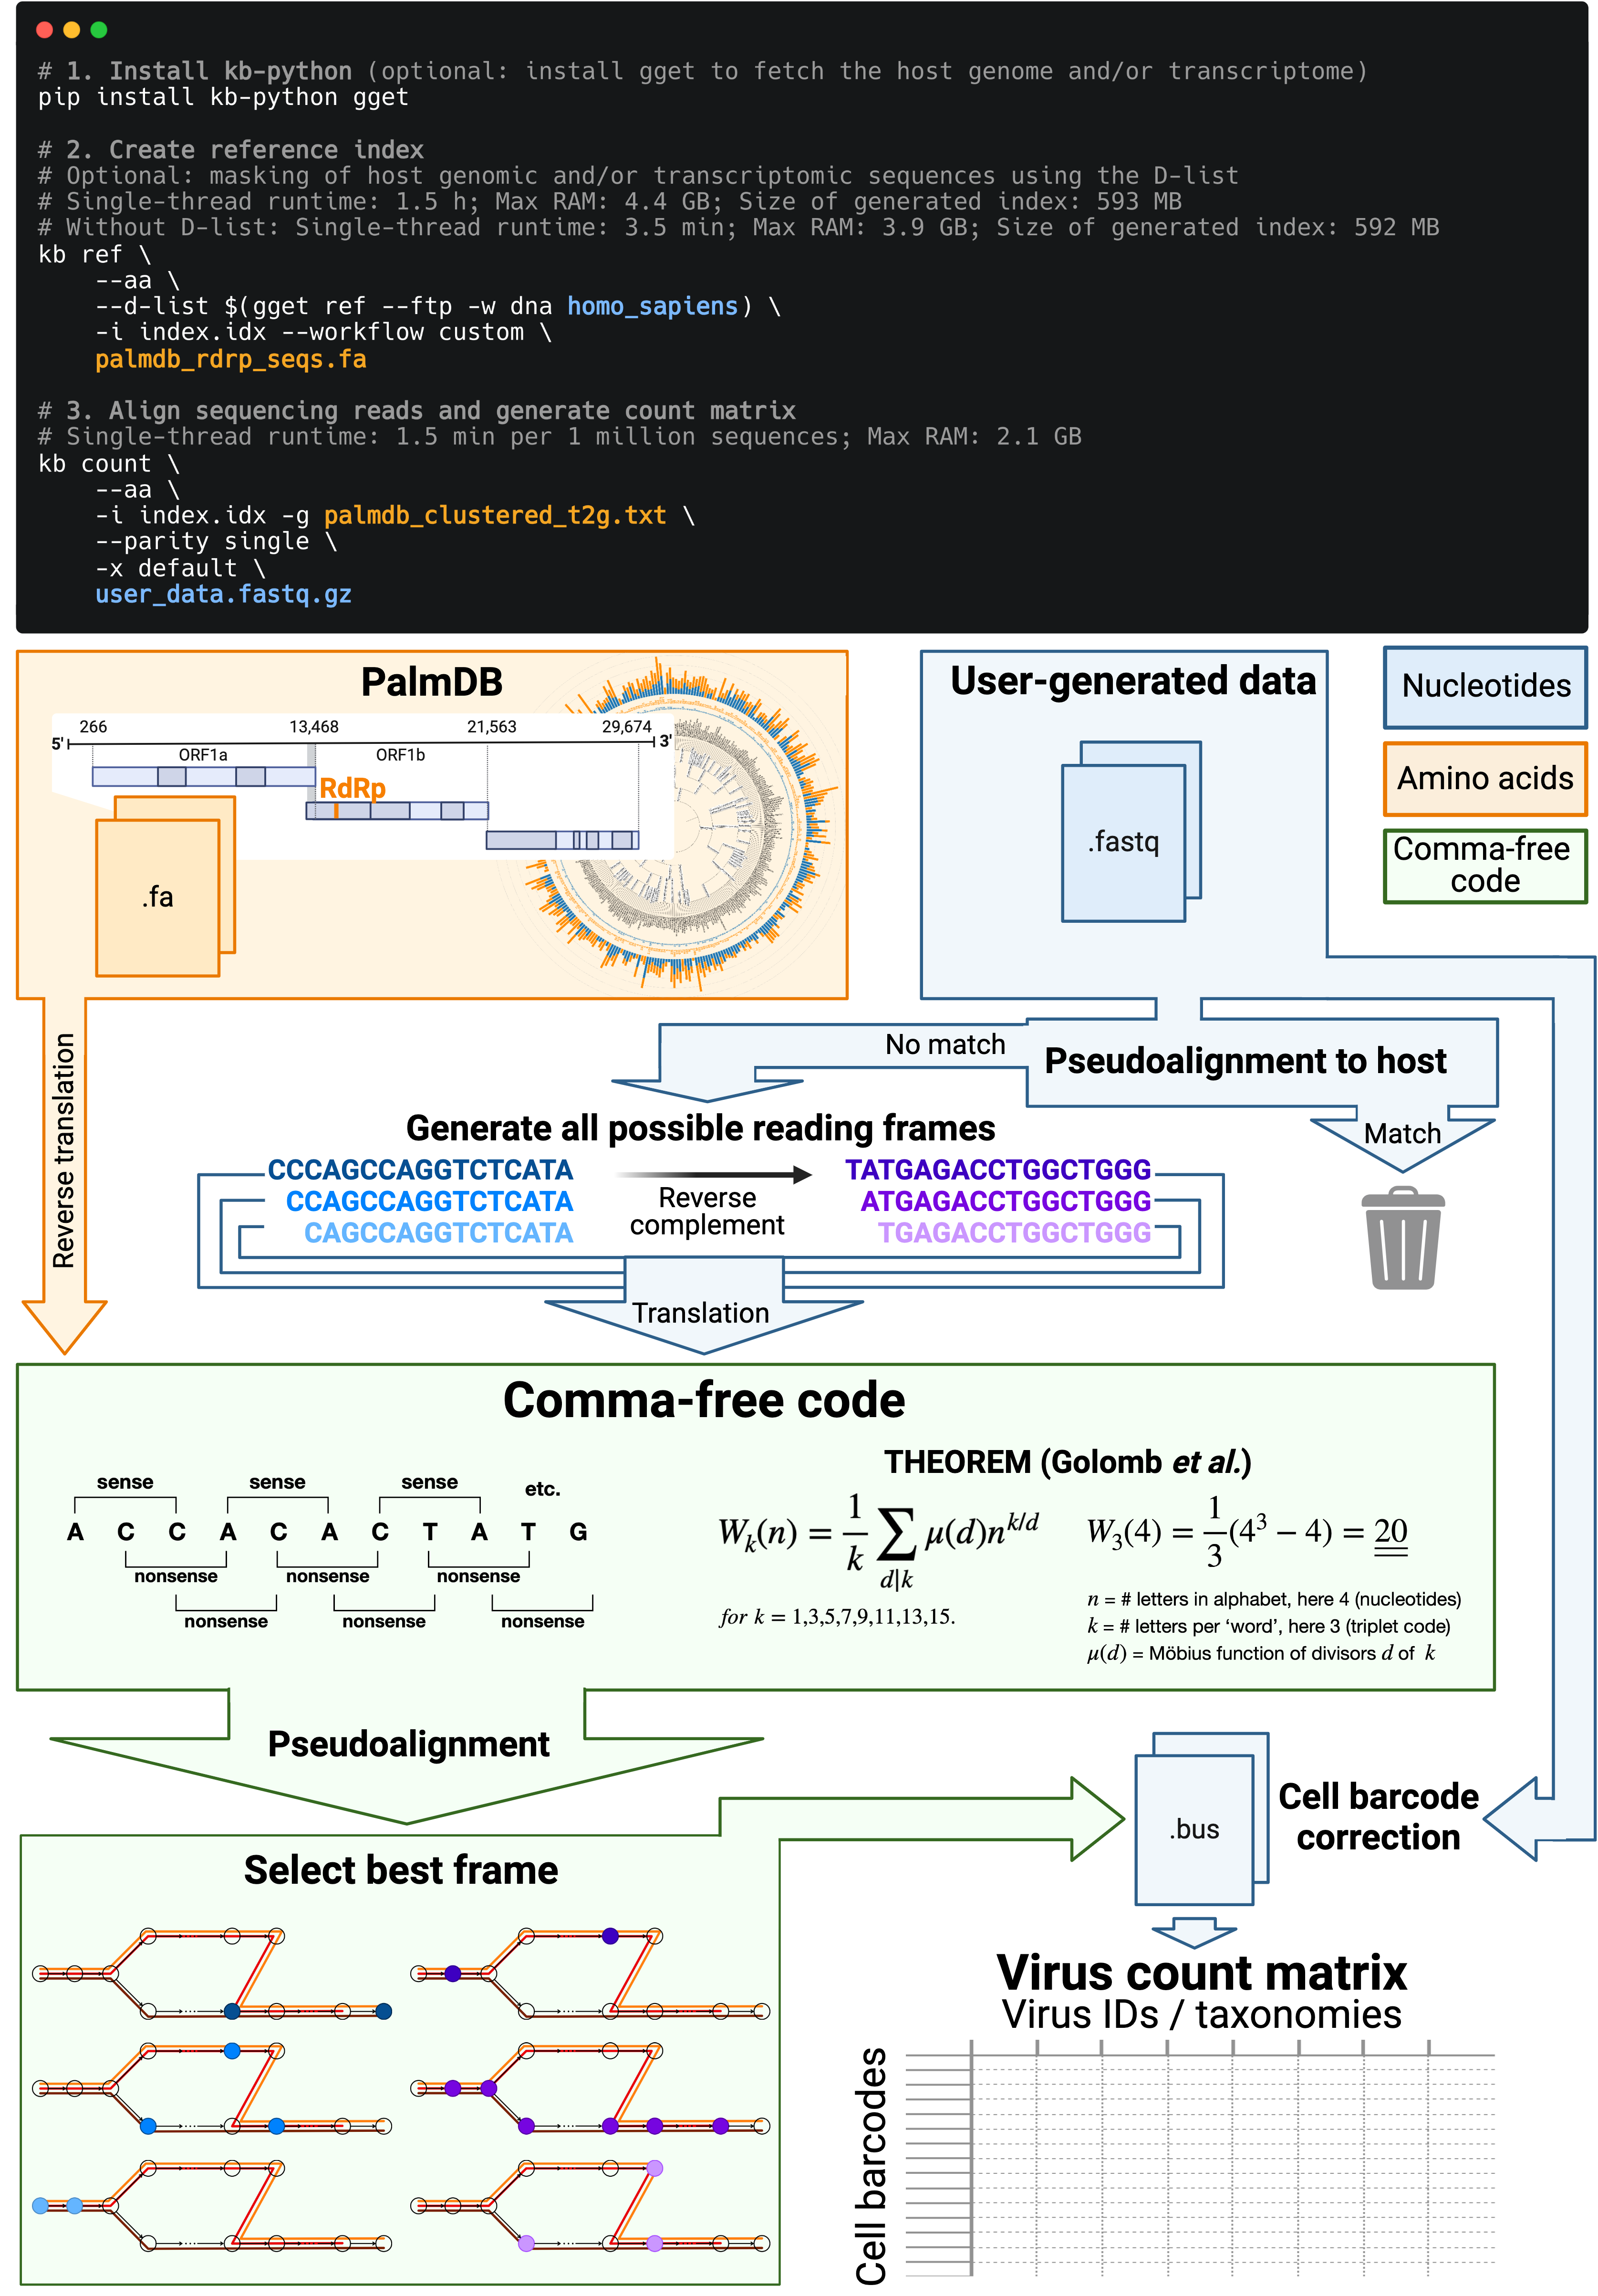 # 1. Install kb-python (optional: install gget to fetch the host genome and/or transcriptome)
pip install kb-python gget
# 2. Create reference index
# Optional: masking of host genomic and/or transcriptomic sequences using the D-list
# Single-thread runtime: 1.5 h; Max RAM: 4.4 GB; Size of generated index: 593 MB
# Without D-list: Single-thread runtime: 3.5 min; Max RAM: 3.9 GB; Size of generated index: 592 MB
kb ref \
--aa \
--d-list $(gget ref --ftp -w dna homo_sapiens) \
-i index.idx --workflow custom \
palmdb_rdrp_seqs.fa
# 3. Align sequencing reads and generate count matrix
# Single-thread runtime: 1.5 min per 1 million sequences; Max RAM: 2.1 GB
kb count \
--aa \
-i index.idx -g palmdb_clustered_t2g.txt \
--parity single \
-x default \
user_data.fastq.gz
PalmDB
266 13,468 21,563 29,674
5' 3'
ORF1a ORF1b
RdRp
.fa
User-generated data
.fastq
Nucleotides
Amino acids
Comma-free
code
Reverse translation
No match
Pseudoalignment to host
Match
Generate all possible reading frames
CCCAGCCAGGTCTCATA TATGAGACCTGGCTGGG
CCAGCCAGGTCTCATA ATGAGACCTGGCTGGG
CAGCCAGGTCTCATA TGAGACCTGGCTGGG
Reverse
complement
Translation
Comma-free code
sense sense sense etc.
A C C A C A C T A T G
nonsense nonsense nonsense
nonsense nonsense nonsense
THEOREM (Golomb et al.)
W_k(n) = 1/k ∑_{d|k} μ(d)n^{k/d} W_3(4) = 1/3(4^3 − 4) = 20
for k = 1,3,5,7,9,11,13,15.
n = # letters in alphabet, here 4 (nucleotides)
k = # letters per ‘word’, here 3 (triplet code)
μ(d) = Möbius function of divisors d of k
Pseudoalignment
Select best frame
.bus
Cell barcode
correction
Virus count matrix
Virus IDs / taxonomies
Cell barcodes